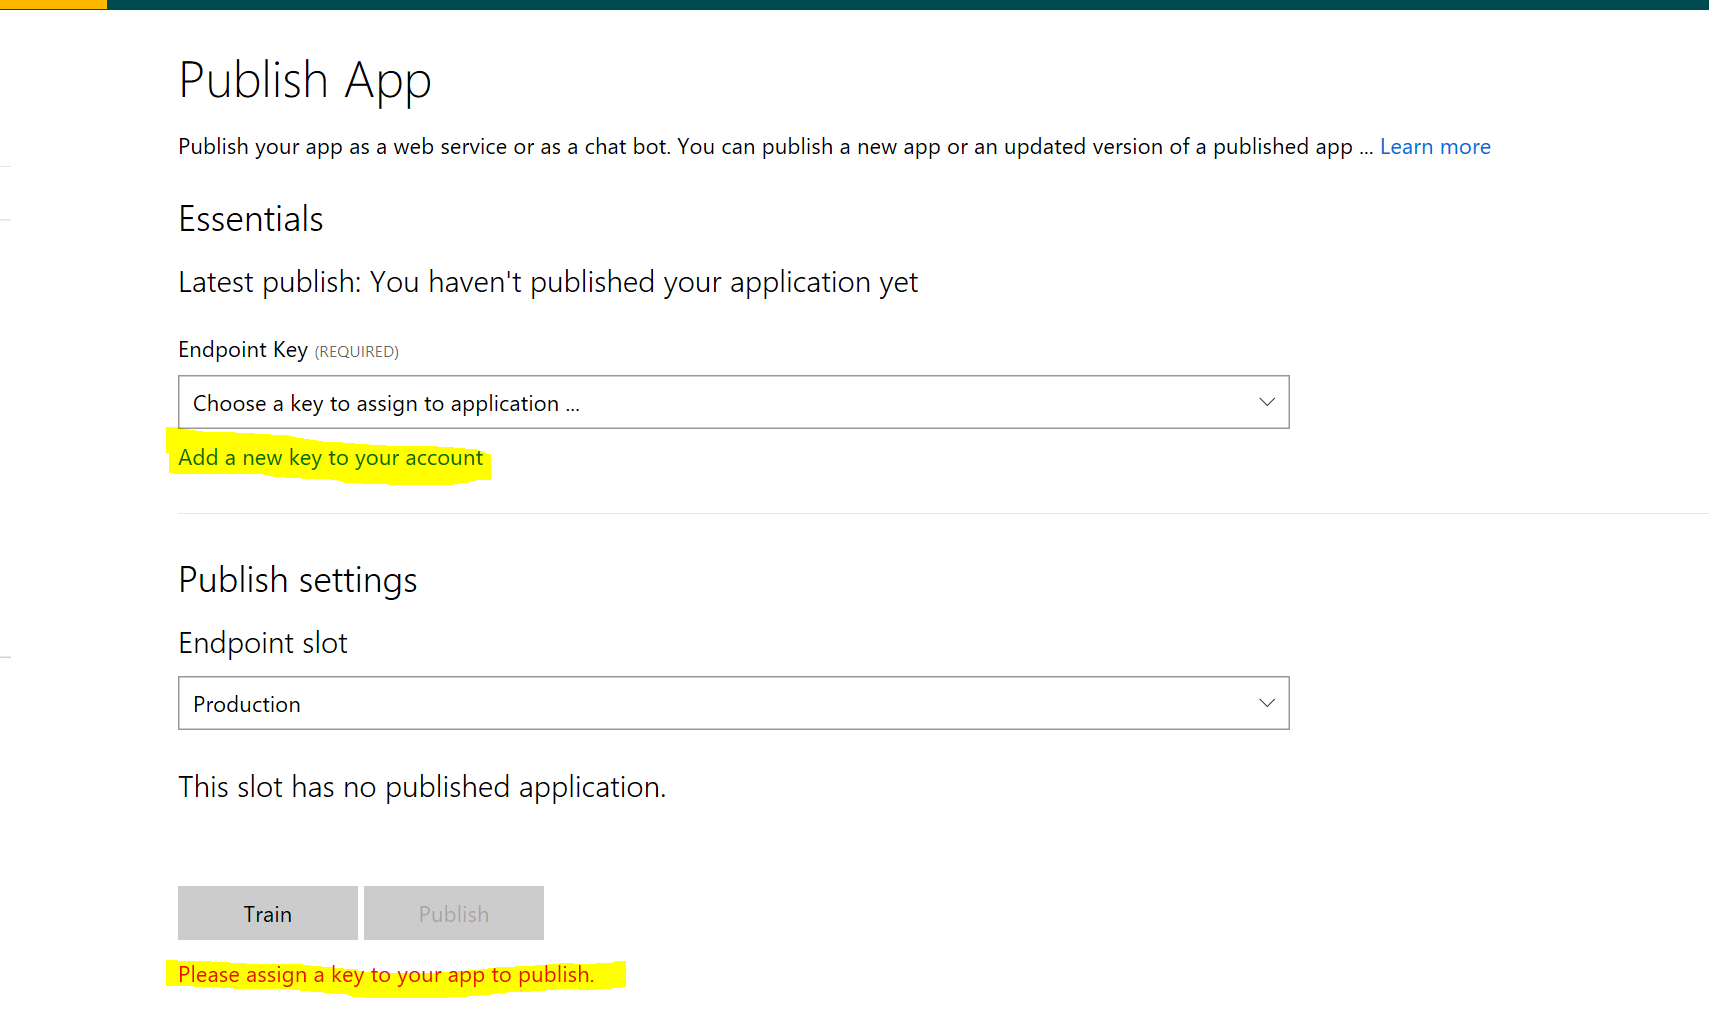 Publish App
Publish your app as a web service or as a chat bot. You can publish a new app or an updated version of a published app ... Learn more
Essentials
Latest publish: You haven't published your application yet
Endpoint Key (REQUIRED)
Choose a key to assign to application ...
Add a new key to your account
Publish settings
Endpoint slot
Production
This slot has no published application.
Train Publish
Please assign a key to your app to publish.